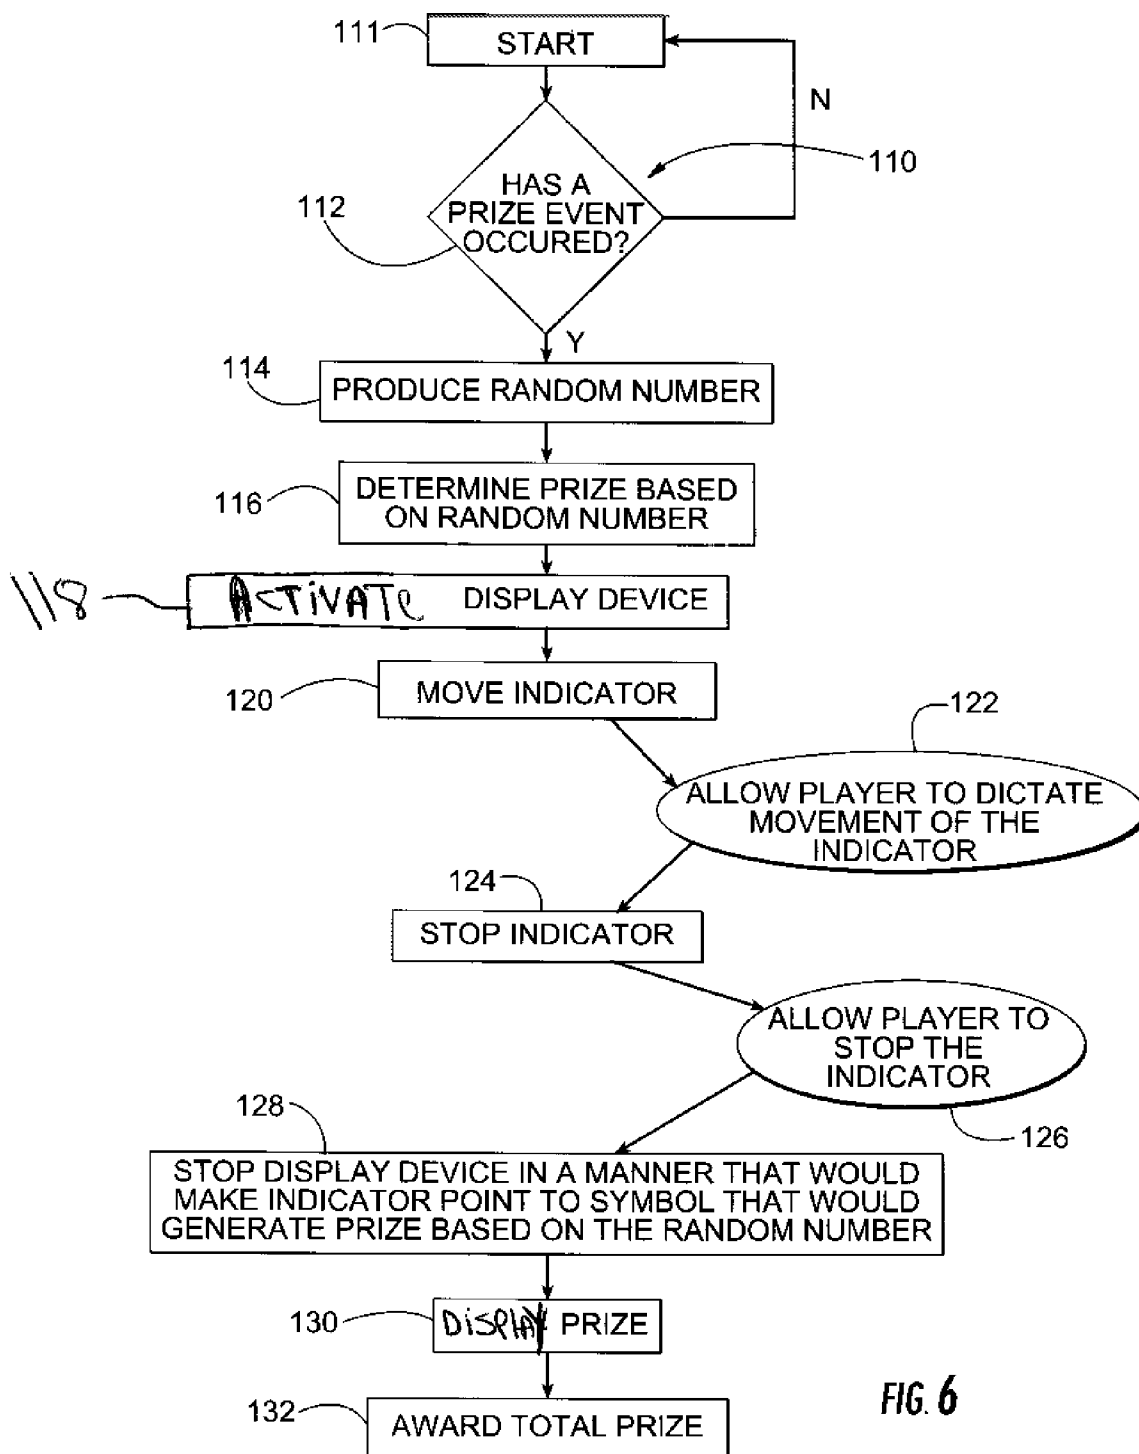 111
START
N
110
HAS A
PRIZE EVENT
OCCURED?
112
Y
114
PRODUCE RANDOM NUMBER
116
DETERMINE PRIZE BASED
ON RANDOM NUMBER
118
ACTIVATe DISPLAY DEVICE
120
MOVE INDICATOR
122
ALLOW PLAYER TO DICTATE
MOVEMENT OF THE
INDICATOR
124
STOP INDICATOR
ALLOW PLAYER TO
STOP THE
INDICATOR
126
128
STOP DISPLAY DEVICE IN A MANNER THAT WOULD
MAKE INDICATOR POINT TO SYMBOL THAT WOULD
GENERATE PRIZE BASED ON THE RANDOM NUMBER
130
DiSPLAY PRIZE
132
AWARD TOTAL PRIZE
FIG. 6